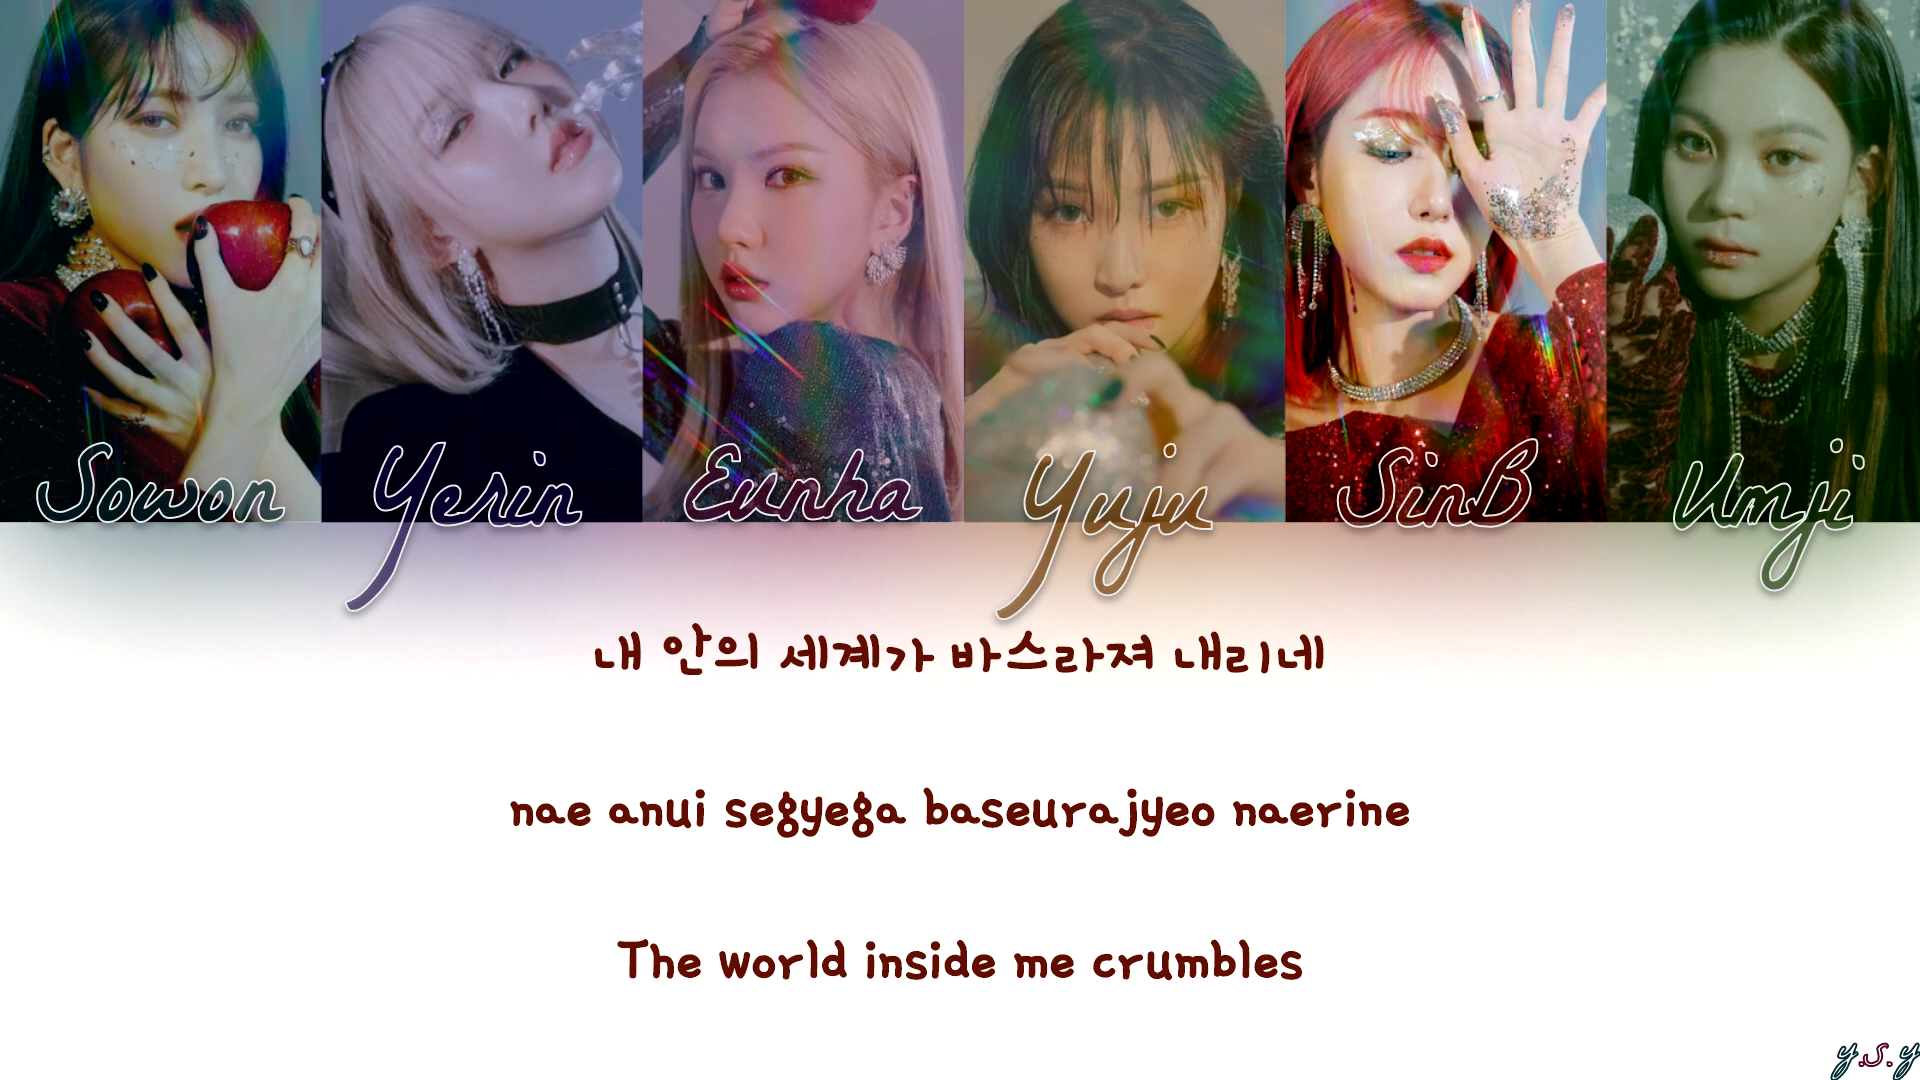 Sowon Yerin Eunha Yuju SinB Umji
내 안의 세계가 바스라져 내리네
nae anui segyega baseurajyeo naerine
The world inside me crumbles
y.s.y